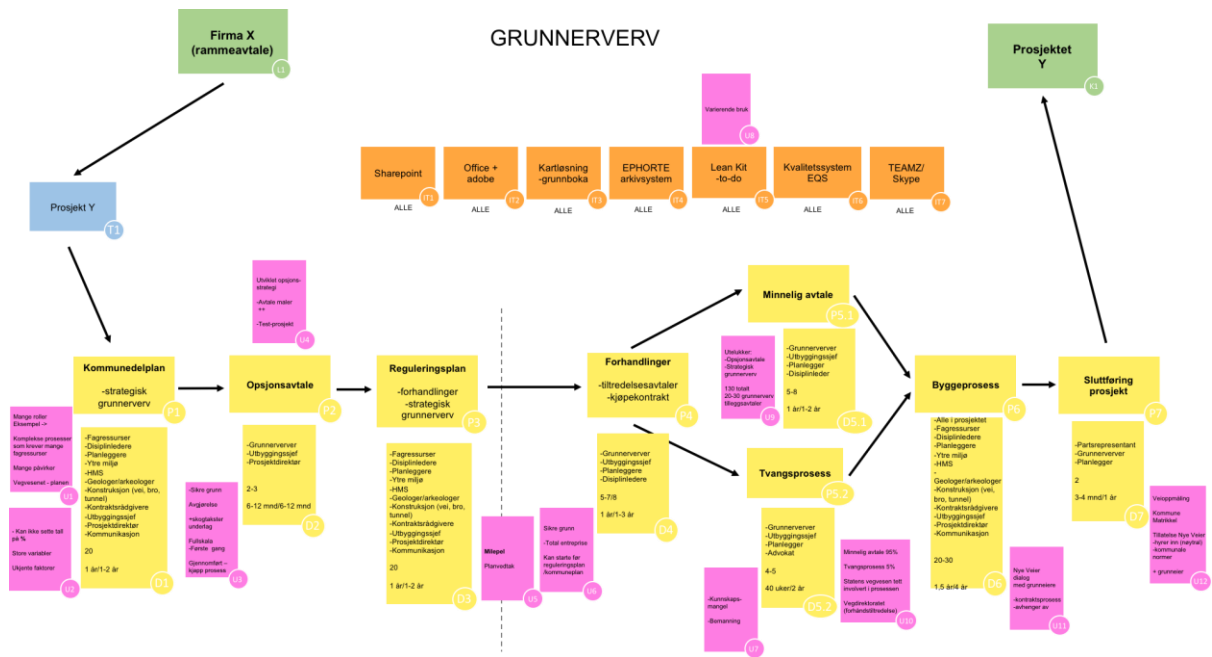 GRUNNERVERV
Firma X
(rammeavtale)
L1
Prosjektet
Y
K1
Varierende bruk
U8
Sharepoint
IT1
ALLE
Office +
adobe
IT2
ALLE
Kartløsning
-grunnboka
IT3
ALLE
EPHORTE
arkivsystem
IT4
ALLE
Lean Kit
-to-do
IT5
ALLE
Kvalitetssystem
EQS
IT6
ALLE
TEAMZ/
Skype
IT7
ALLE
Prosjekt Y
T1
Utviklet opsjons-
strategi
-Avtale maler
++
-Test-prosjekt
U4
Kommunedelplan
-strategisk
grunnerverv
P1
Opsjonsavtale
P2
Reguleringsplan
-forhandlinger
-strategisk
grunnerverv
P3
Forhandlinger
-tiltredelsesavtaler
-kjøpekontrakt
P4
Minnelig avtale
P5.1
Tvangsprosess
P5.2
Byggeprosess
P6
Sluttføring
prosjekt
P7
Mange roller
Eksempel ->
Komplekse prosesser
som krever mange
fagressurser
Mange påvirker
Vegvesenet - planen
U1
- Kan ikke sette tall
på %
Store variabler
Ukjente faktorer
U2
-Fagressurser
-Disiplinledere
-Planleggere
-Ytre miljø
-HMS
-Geologer/arkeologer
-Konstruksjon (vei, bro,
tunnel)
-Kontraktsrådgivere
-Utbyggingssjef
-Prosjektdirektør
-Kommunikasjon
20
1 år/1-2 år
D1
-Sikre grunn
Avgjørelse
+skogtakster
underlag
Fullskala
-Første gang
Gjennomført –
kjapp prosess
U3
-Grunnerverver
-Utbyggingssjef
-Prosjektdirektør
2-3
6-12 mnd/6-12 mnd
D2
-Fagressurser
-Disiplinledere
-Planleggere
-Ytre miljø
-HMS
-Geologer/arkeologer
-Konstruksjon (vei, bro,
tunnel)
-Kontraktsrådgivere
-Utbyggingssjef
-Prosjektdirektør
-Kommunikasjon
20
1 år/1-2 år
D3
Milepel
Planvedtak
U5
Sikre grunn
-Total entreprise
Kan starte før
reguleringsplan
/kommuneplan
U6
-Grunnerverver
-Utbyggingssjef
-Planleggere
-Disiplinledere
5-7/8
1 år/1-3 år
D4
Utelukker:
-Opsjonsavtale
-Strategisk
grunnerverv
130 totalt
20-30 grunnerverv
tilleggsavtaler
U9
-Grunnerverver
-Utbyggingssjef
-Planlegger
-Disiplinleder
5-8
1 år/1-2 år
D5.1
-Kunnskaps-
mangel
-Bemanning
U7
-Grunnerverver
-Utbyggingssjef
-Planlegger
-Advokat
4-5
40 uker/2 år
D5.2
Minnelig avtale 95%
Tvangsprosess 5%
Statens vegvesen tett
involvert i prosessen
Vegdirektoratet
(forhåndstiltredelse)
U10
-Alle i prosjektet
-Fagressurser
-Disiplinledere
-Planleggere
-Ytre miljø
-HMS
-
Geologer/arkeologer
-Konstruksjon (vei,
bro, tunnel)
-Kontraktsrådgivere
-Utbyggingssjef
-Prosjektdirektør
-Kommunikasjon
20-30
1,5 år/4 år
D6
Nye Veier
dialog
med grunneiere
-kontraktsprosess
-avhenger av
U11
-Partsrepresentant
-Grunnerverver
-Planlegger
2
3-4 mnd/1 år
D7
Veioppmåling
Kommune
Matrikkel
Tillatelse Nye Veier
-hyrer inn (nøytral)
-kommunale
normer
+ grunneier
U12